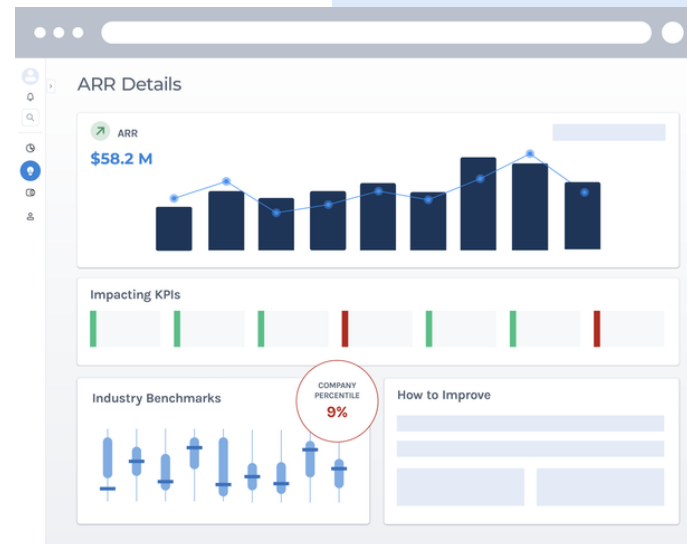 ARR Details
ARR
$58.2 M
Impacting KPIs
Industry Benchmarks
COMPANY
PERCENTILE
9%
How to Improve